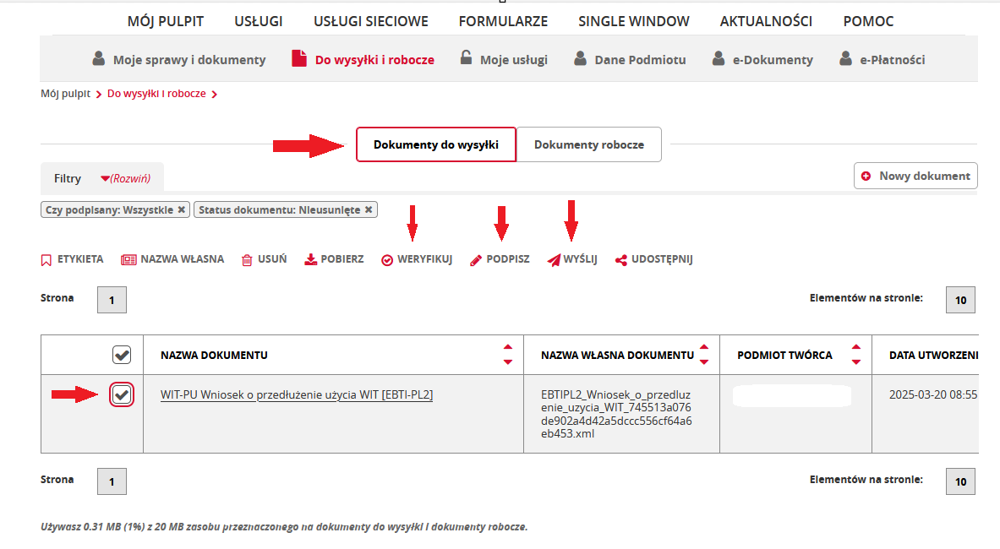 MÓJ PULPIT USŁUGI USŁUGI SIECIOWE FORMULARZE SINGLE WINDOW AKTUALNOŚCI POMOC
Moje sprawy i dokumenty Do wysyłki i robocze Moje usługi Dane Podmiotu e-Dokumenty e-Płatności
Mój pulpit Do wysyłki i robocze
Dokumenty do wysyłki Dokumenty robocze
Filtry (Rozwiń) Nowy dokument
Czy podpisany: Wszystkie Status dokumentu: Nieusunięte
ETYKIETA NAZWA WŁASNA USUŃ POBIERZ WERYFIKUJ PODPISZ WYŚLIJ UDOSTĘPNIJ
Strona 1 Elementów na stronie: 10
NAZWA DOKUMENTU NAZWA WŁASNA DOKUMENTU PODMIOT TWÓRCA DATA UTWORZENI
WIT-PU Wniosek o przedłużenie użycia WIT [EBTI-PL2] EBTIPL2_Wniosek_o_przedluz 2025-03-20 08:55
enie_uzycia_WIT_745513a076
de902a4d42a5dccc556cf64a6
eb453.xml
Strona 1 Elementów na stronie: 10
Używasz 0.31 MB (1%) z 20 MB zasobu przeznaczonego na dokumenty do wysyłki i dokumenty robocze.